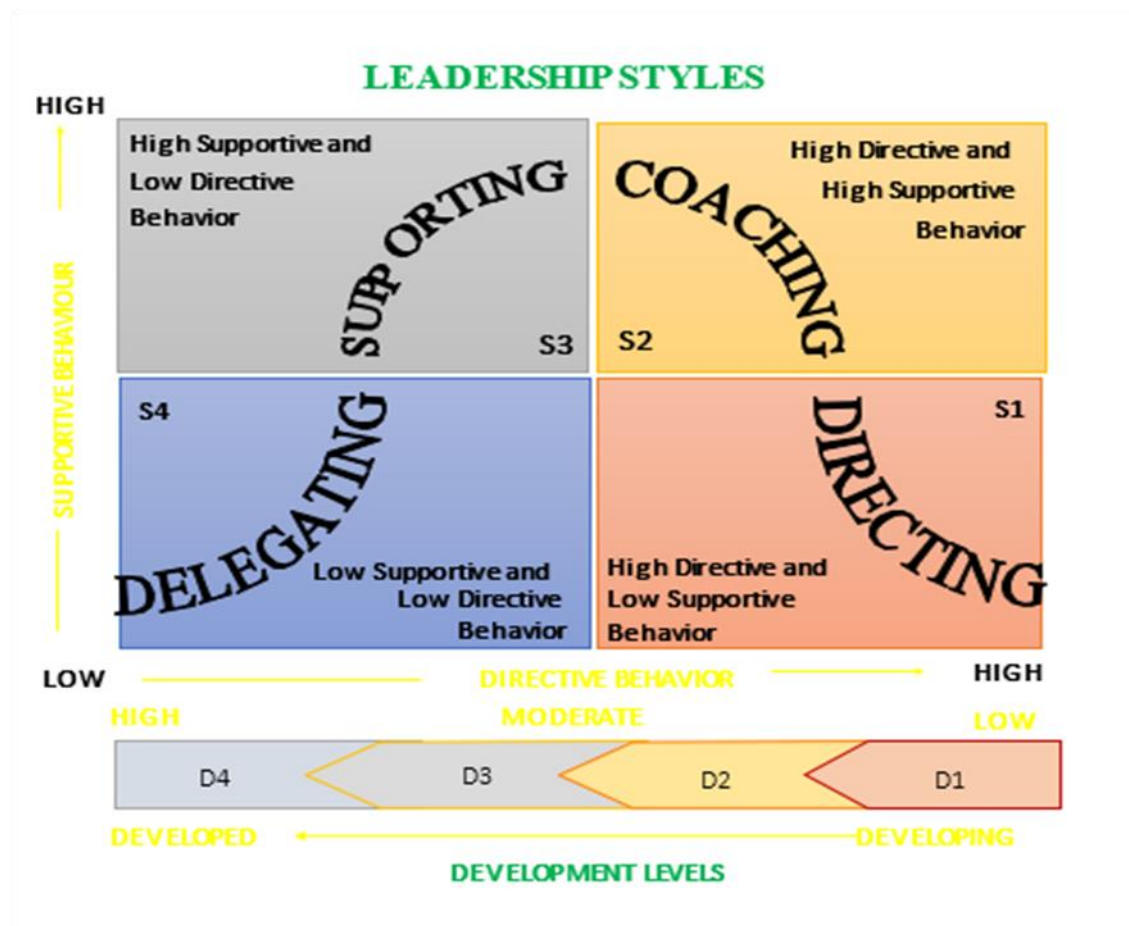 LEADERSHIP STYLES
HIGH
SUPPORTIVE BEHAVIOUR
High Supportive and
Low Directive
Behavior
SUPPORTING
S3
COACHING
High Directive and
High Supportive
Behavior
S2
S4
DELEGATING
Low Supportive and
Low Directive
Behavior
S1
DIRECTING
High Directive and
Low Supportive
Behavior
LOW
DIRECTIVE BEHAVIOR
HIGH
HIGH
MODERATE
LOW
D4
D3
D2
D1
DEVELOPED
DEVELOPING
DEVELOPMENT LEVELS